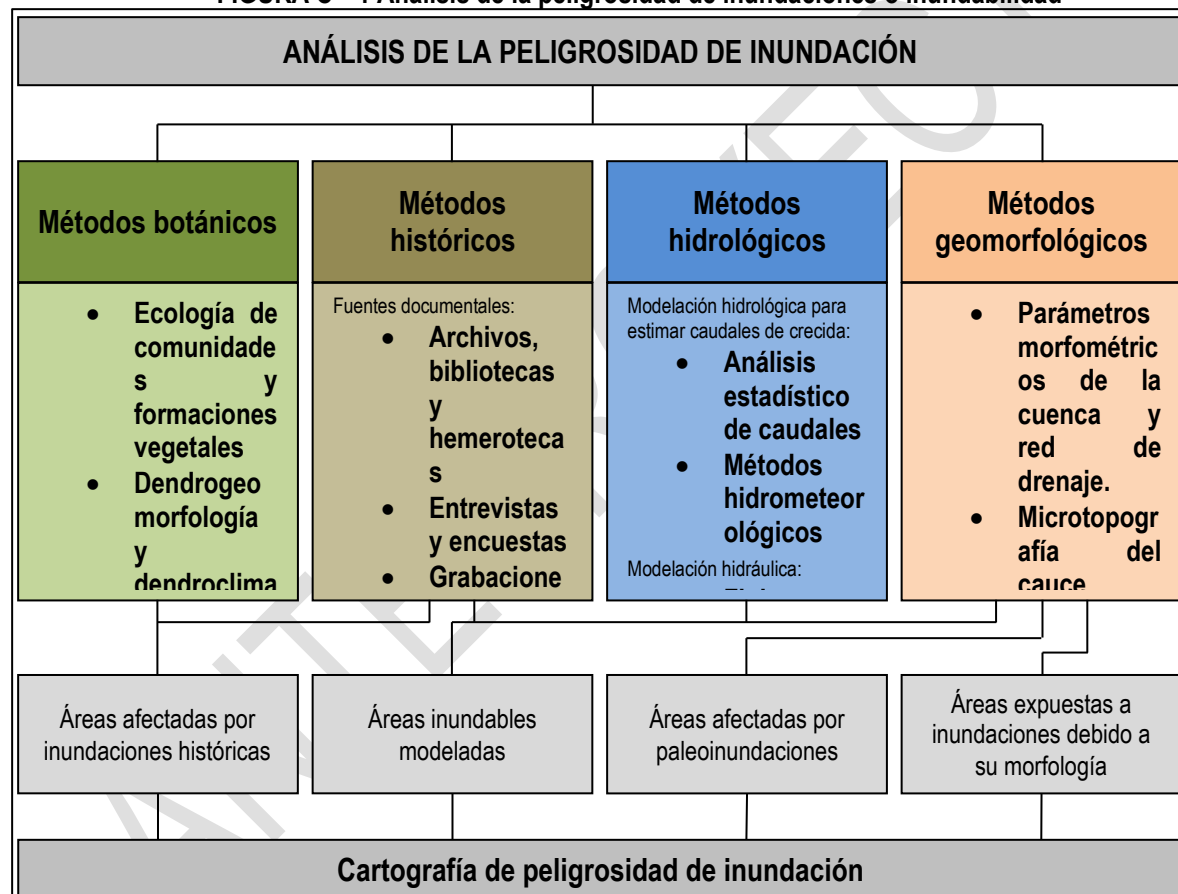 ANÁLISIS DE LA PELIGROSIDAD DE INUNDACIÓN
Métodos botánicos
• Ecología de
comunidade
s y
formaciones
vegetales
• Dendrogeo
morfología
y
dendroclima
Métodos
históricos
Fuentes documentales:
• Archivos,
bibliotecas
y
hemeroteca
s
• Entrevistas
y encuestas
• Grabacione
Métodos
hidrológicos
Modelación hidrológica para
estimar caudales de crecida:
• Análisis
estadístico
de caudales
• Métodos
hidrometeor
ológicos
Modelación hidráulica:
Métodos
geomorfológicos
• Parámetros
morfométric
os de la
cuenca y
red de
drenaje.
• Microtopogr
afía del
cauce
Áreas afectadas por
inundaciones históricas
Áreas inundables
modeladas
Áreas afectadas por
paleoinundaciones
Áreas expuestas a
inundaciones debido a
su morfología
Cartografía de peligrosidad de inundación